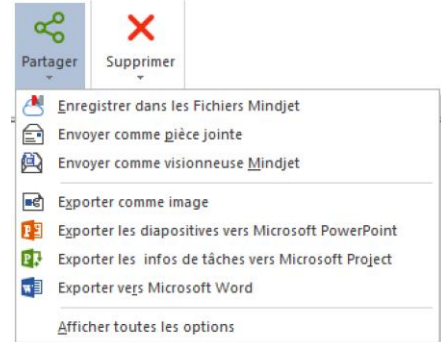 Partager
Supprimer
Enregistrer dans les Fichiers Mindjet
Envoyer comme pièce jointe
Envoyer comme visionneuse Mindjet
Exporter comme image
Exporter les diapositives vers Microsoft PowerPoint
Exporter les infos de tâches vers Microsoft Project
Exporter vers Microsoft Word
Afficher toutes les options